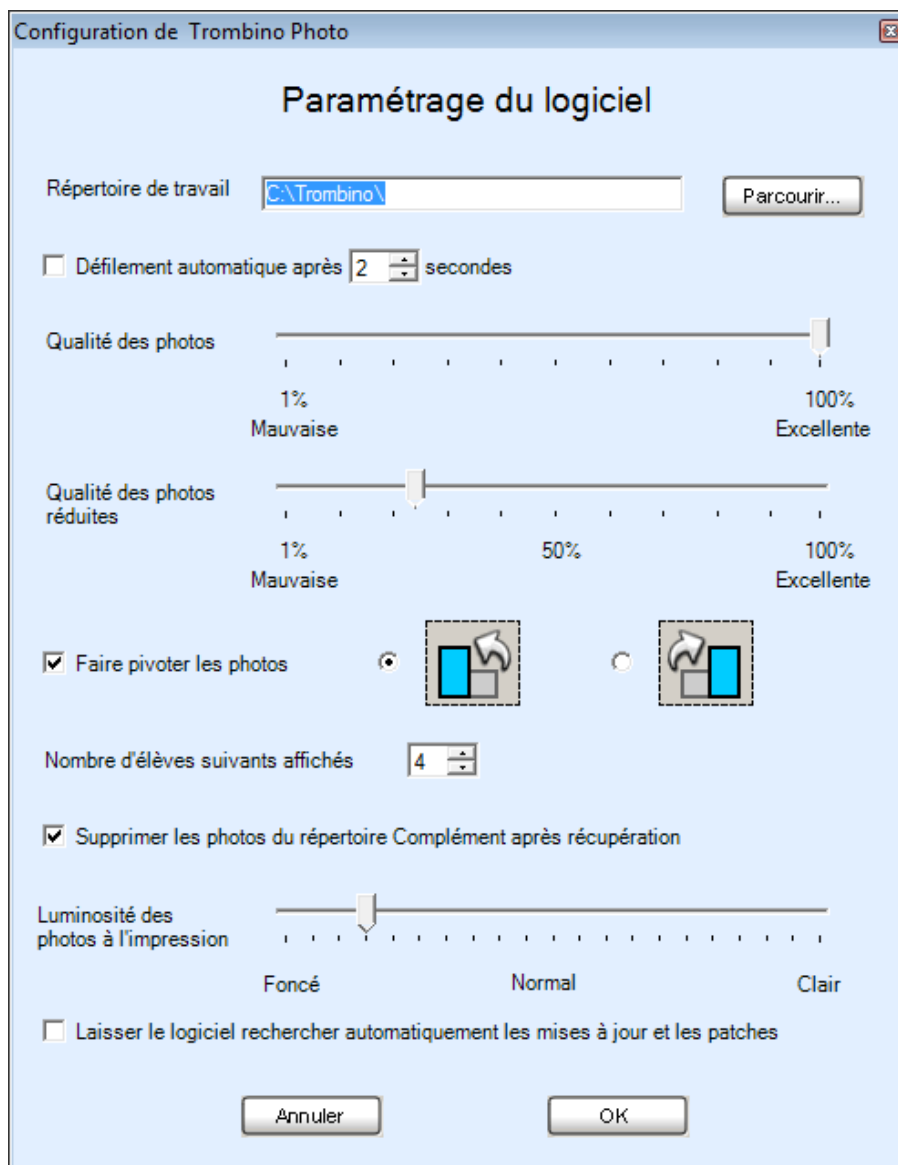 Configuration de Trombino Photo
Paramétrage du logiciel
Répertoire de travail C:\Trombino\ Parcourir...
Défilement automatique après 2 secondes
Qualité des photos
1% 100%
Mauvaise Excellente
Qualité des photos
réduites
1% 50% 100%
Mauvaise Excellente
Faire pivoter les photos
Nombre d'élèves suivants affichés 4
Supprimer les photos du répertoire Complément après récupération
Luminosité des
photos à l'impression
Foncé Normal Clair
Laisser le logiciel rechercher automatiquement les mises à jour et les patches
Annuler OK